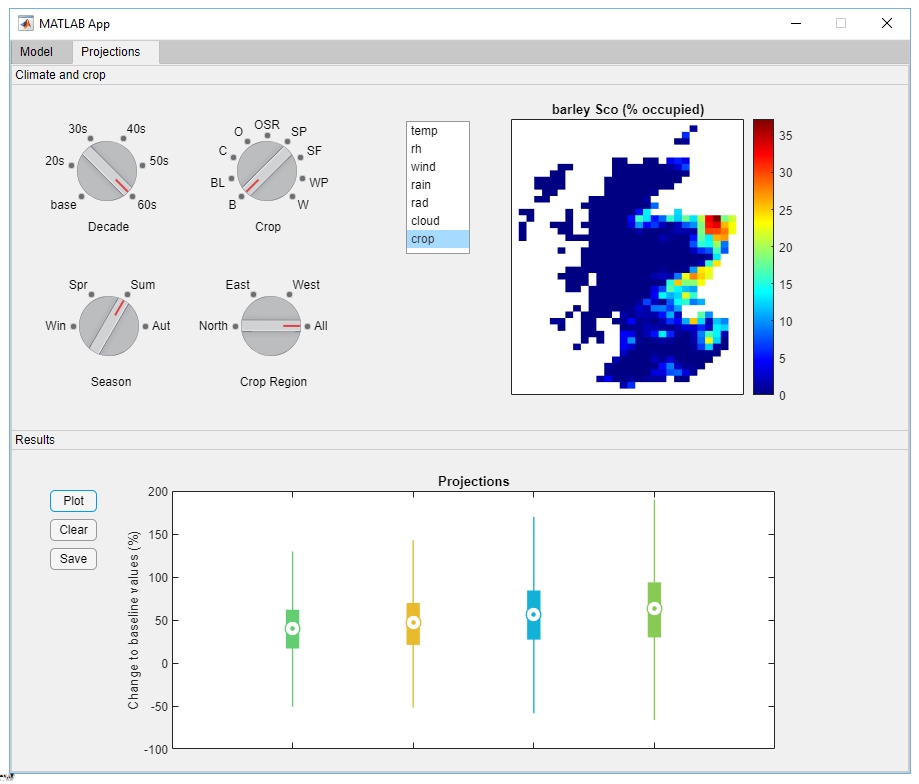 MATLAB App
Model Projections
Climate and crop
base 20s 30s 40s 50s 60s
Decade
B BL C O OSR SP SF WP W
Crop
temp
rh
wind
rain
rad
cloud
crop
barley Sco (% occupied)
35
30
25
20
15
10
5
0
Win Spr Sum Aut
Season
North East West All
Crop Region
Results
Plot
Clear
Save
Projections
Change to baseline values (%)
200
150
100
50
0
-50
-100